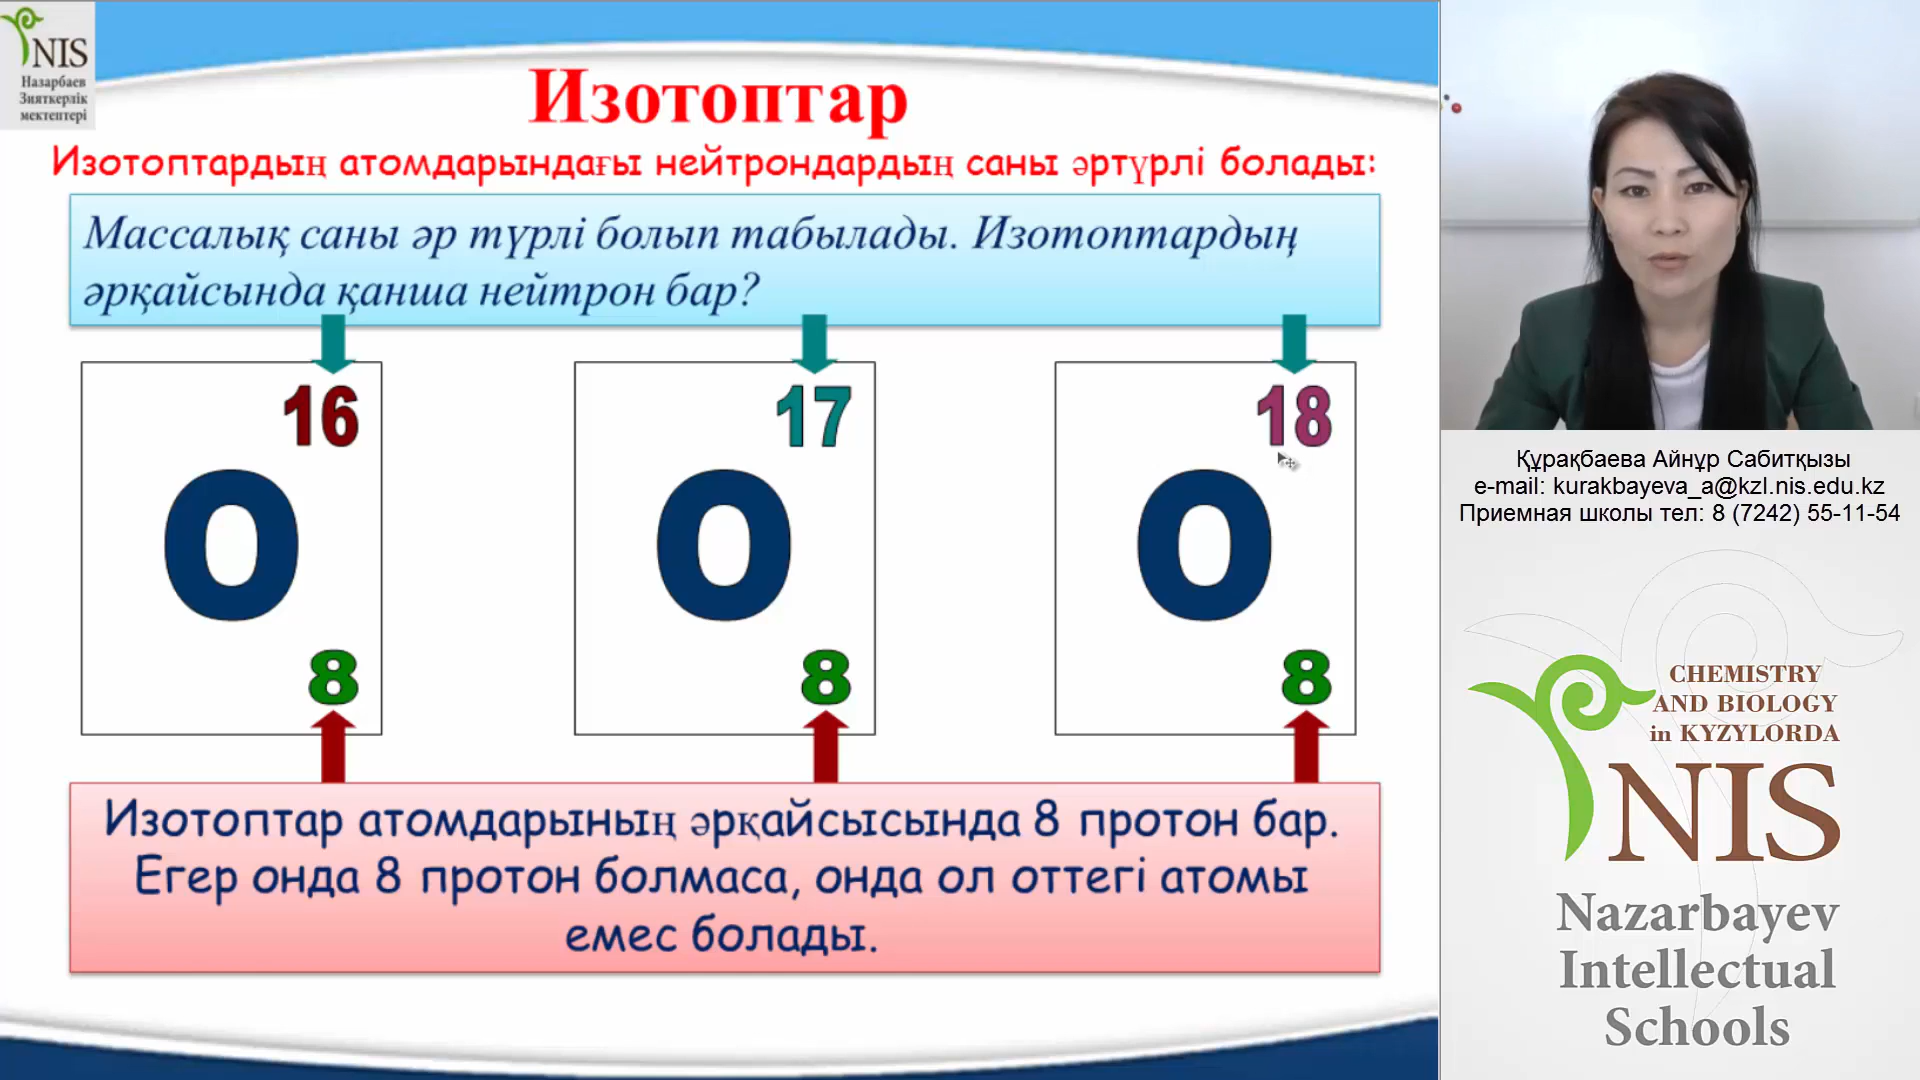 NIS
Назарбаев
Зияткерлік
мектептері
Изотоптар
Изотоптардың атомдарындағы нейтрондардың саны әртүрлі болады:
Массалық саны әр түрлі болып табылады. Изотоптардың
әрқайсында қанша нейтрон бар?
16
17
18
О
О
О
8
8
8
Изотоптар атомдарының әрқайсысында 8 протон бар.
Егер онда 8 протон болмаса, онда ол оттегі атомы
емес болады.
Құрақбаева Айнұр Сабитқызы
e-mail: kurakbayeva_a@kzl.nis.edu.kz
Приемная школы тел: 8 (7242) 55-11-54
CHEMISTRY
AND BIOLOGY
in KYZYLORDA
NIS
Nazarbayev
Intellectual
Schools